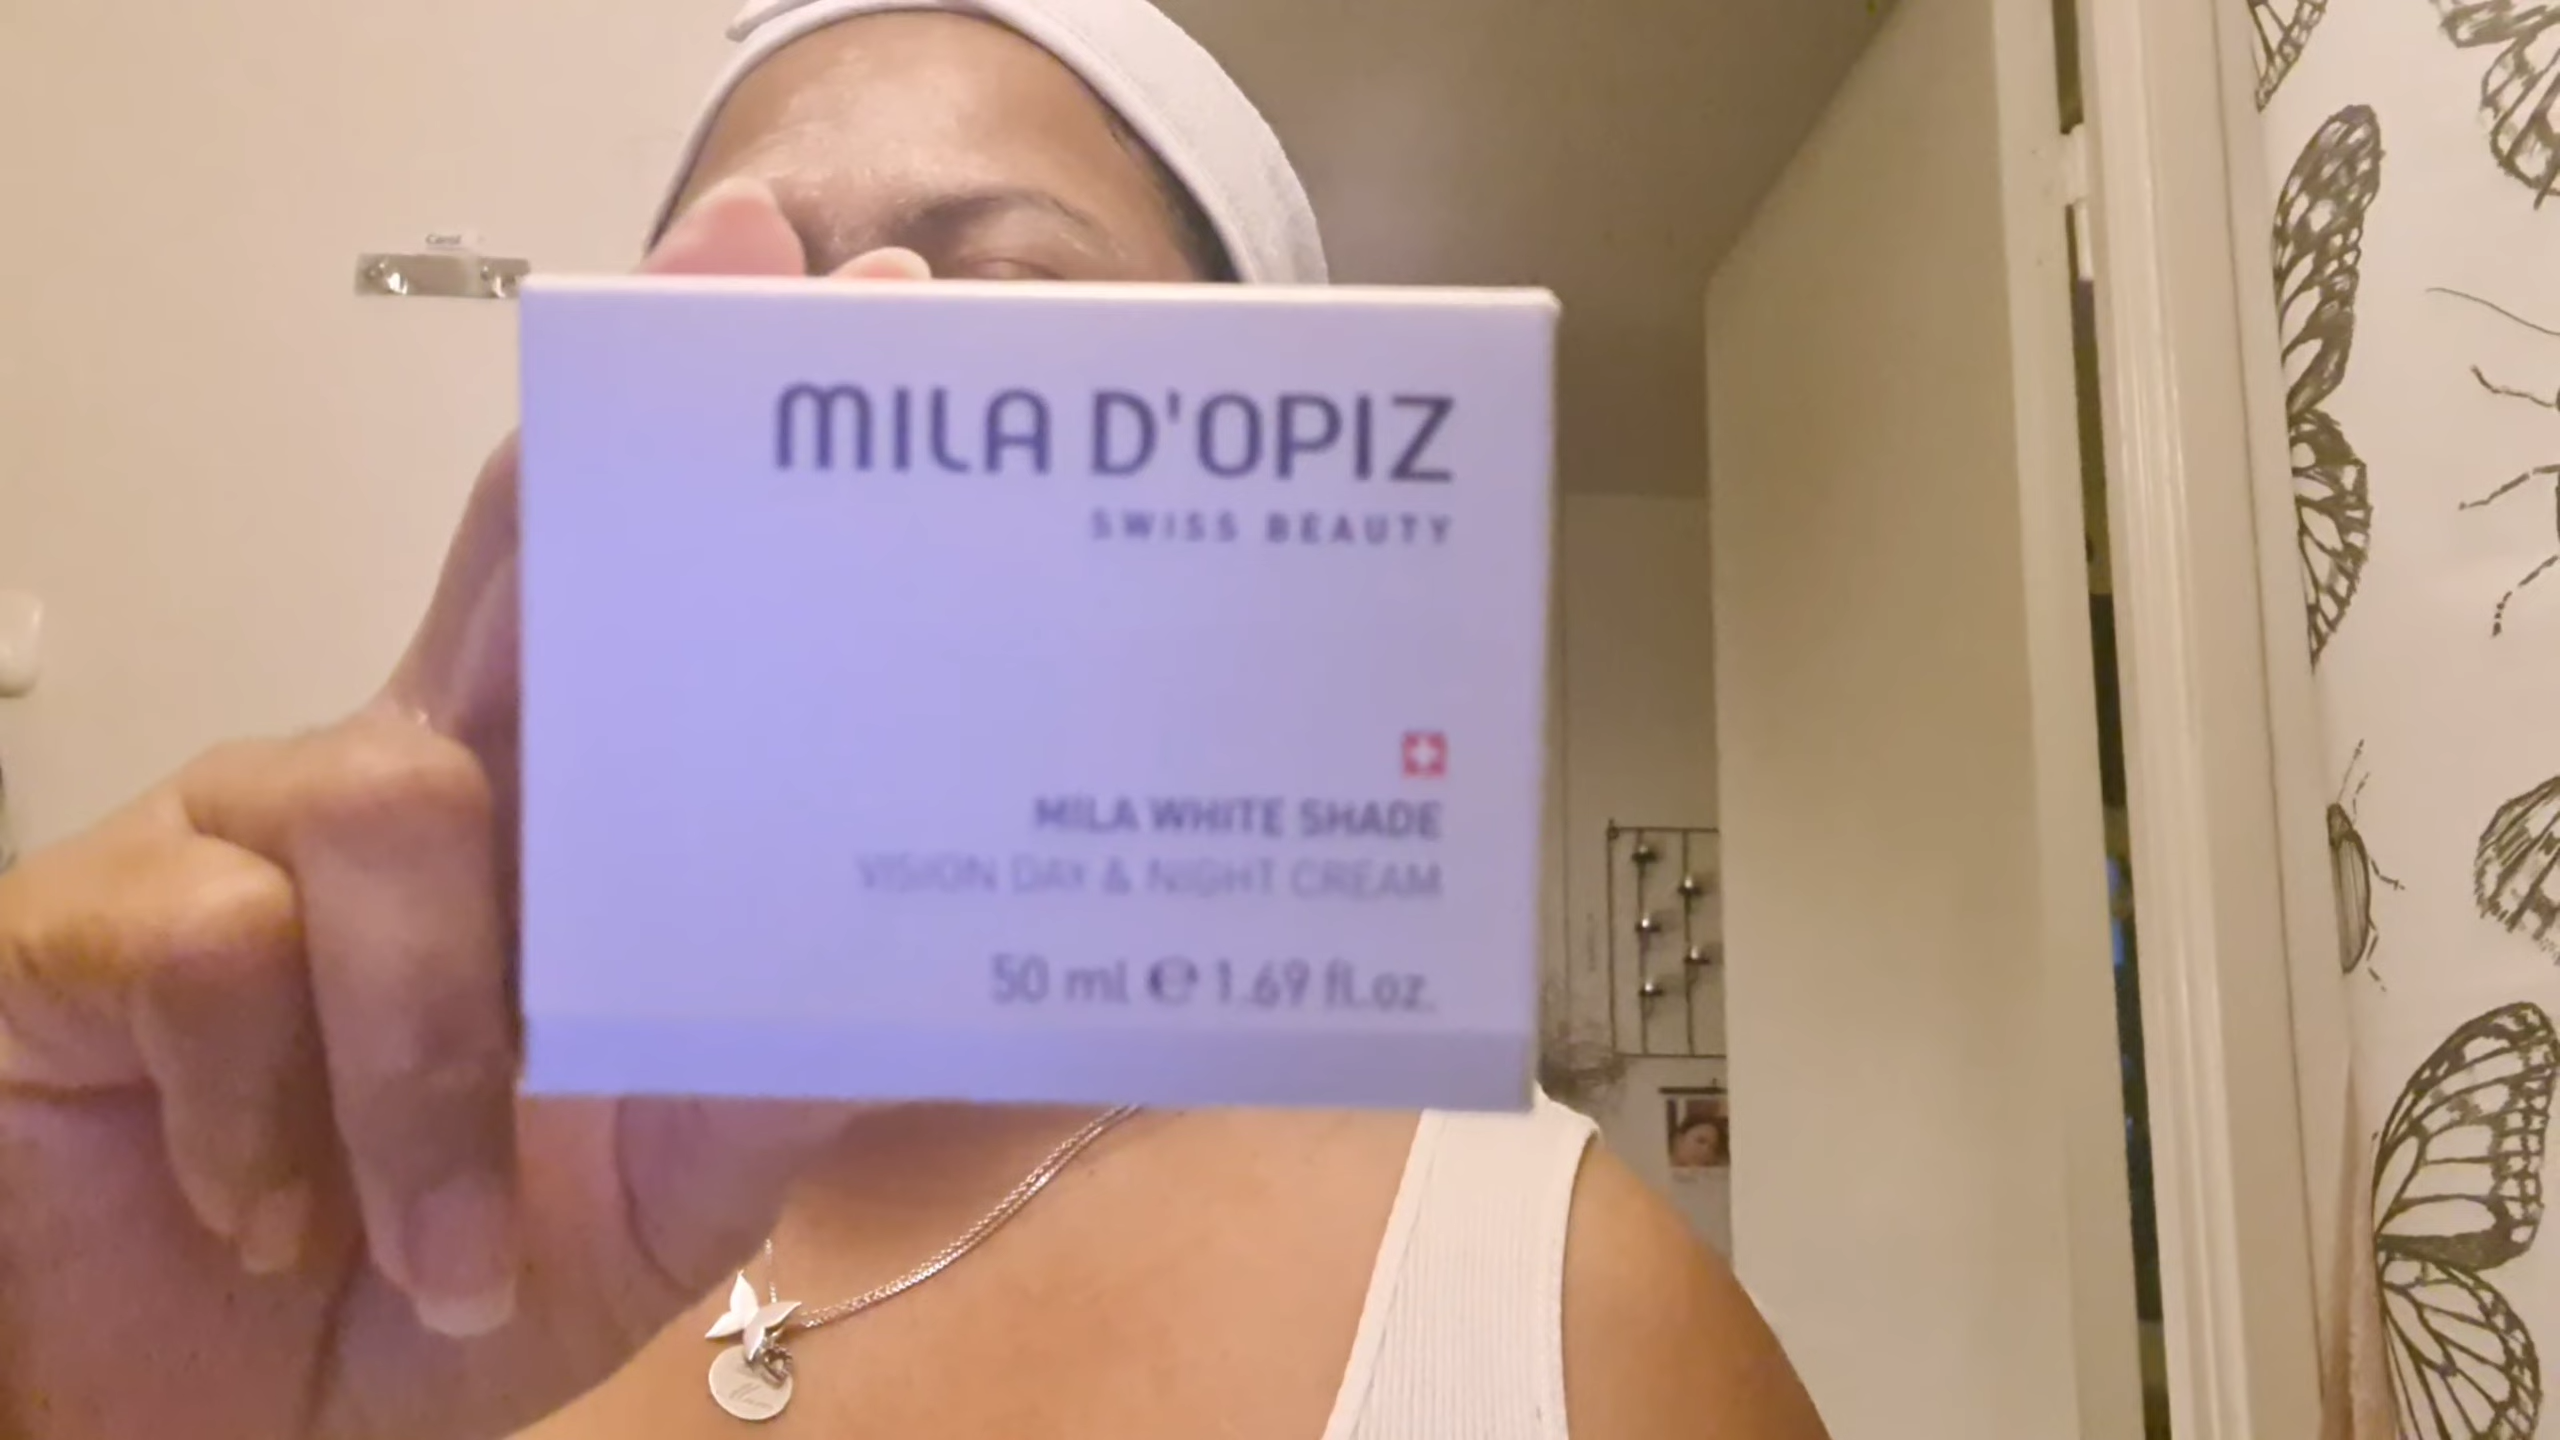 MILA D'OPIZ
SWISS BEAUTY
MILA WHITE SHADE
VISION DAY & NIGHT CREAM
50 ml ℮ 1.69 fl.oz.